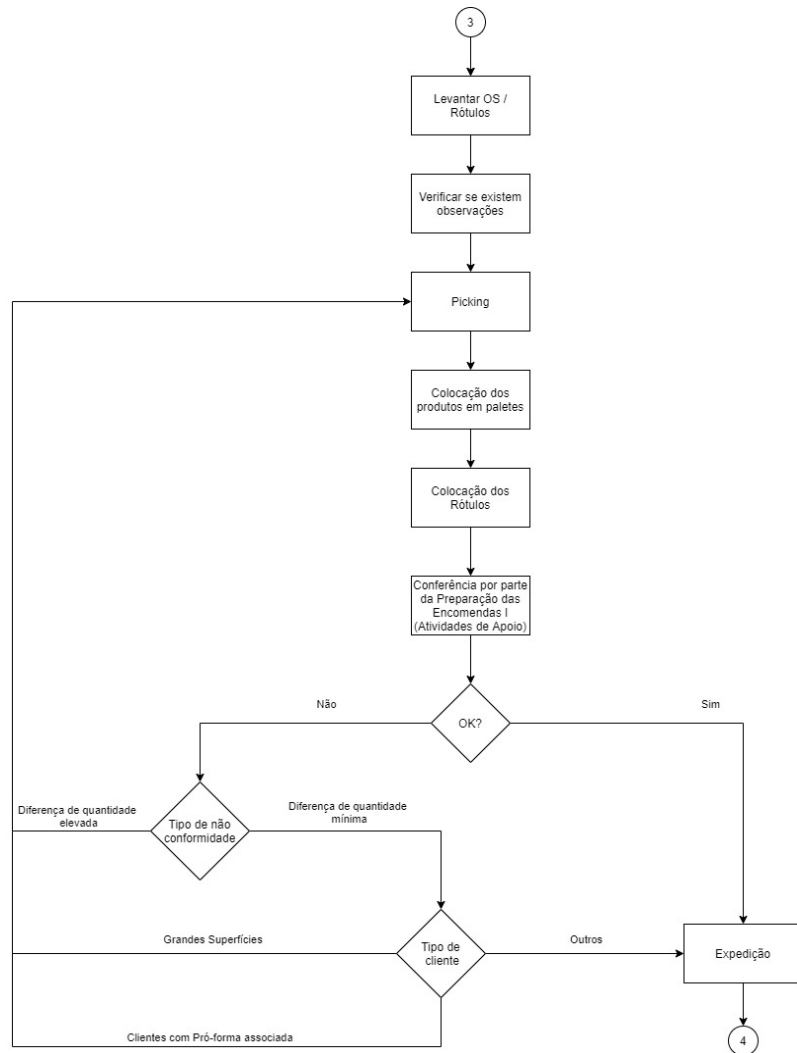 3
Levantar OS /
Rótulos
Verificar se existem
observações
Picking
Colocação dos
produtos em paletes
Colocação dos
Rótulos
Conferência por parte
da Preparação das
Encomendas I
(Atividades de Apoio)
Não
Sim
OK?
Diferença de quantidade
elevada
Tipo de não
conformidade
Diferença de quantidade
mínima
Grandes Superfícies
Tipo de
cliente
Outros
Expedição
Clientes com Pró-forma associada
4